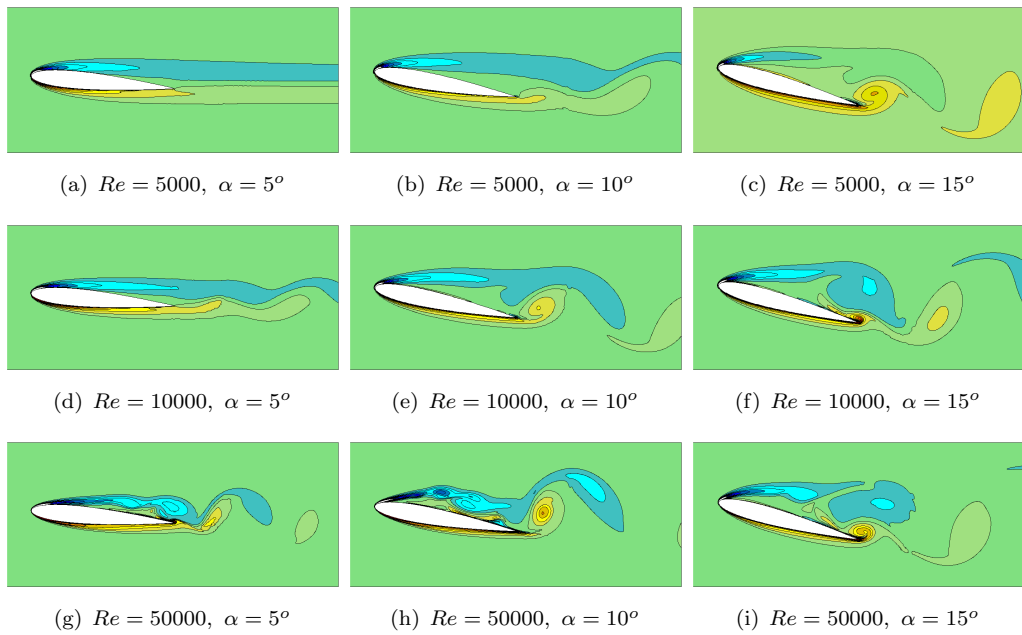 (a) Re = 5000, α = 5°
(b) Re = 5000, α = 10°
(c) Re = 5000, α = 15°
(d) Re = 10000, α = 5°
(e) Re = 10000, α = 10°
(f) Re = 10000, α = 15°
(g) Re = 50000, α = 5°
(h) Re = 50000, α = 10°
(i) Re = 50000, α = 15°